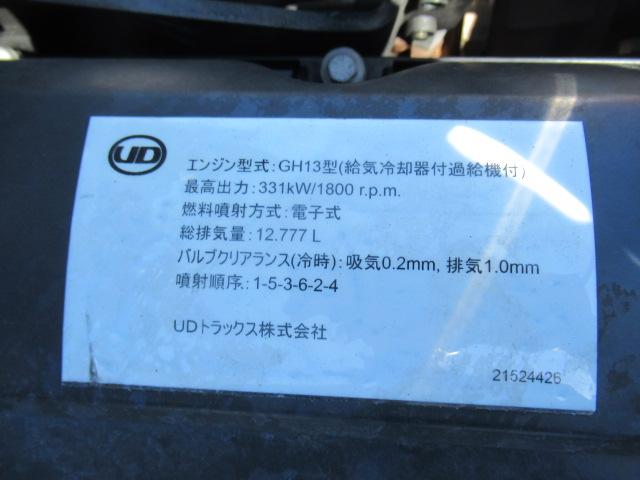 UD
エンジン型式:GH13型(給気冷却器付過給機付)
最高出力:331kW/1800 r.p.m.
燃料噴射方式:電子式
総排気量:12.777 L
バルブクリアランス(冷時):吸気0.2mm, 排気1.0mm
噴射順序:1-5-3-6-2-4
UDトラックス株式会社
21524426